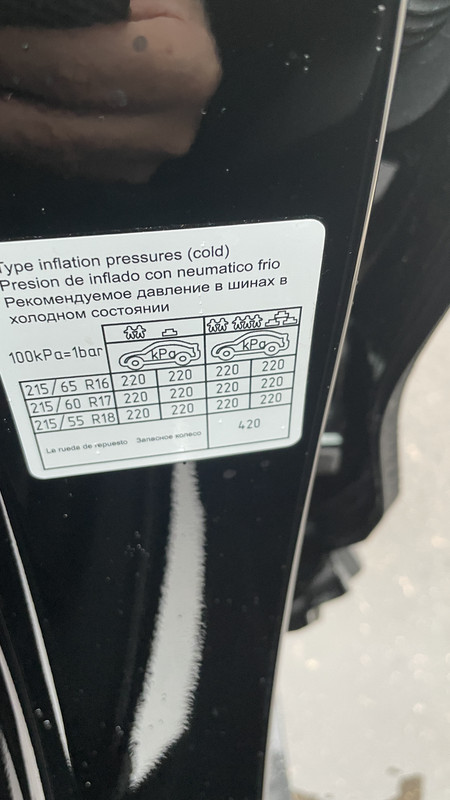 Type inflation pressures (cold)
Presion de inflado con neumatico frio
Рекомендуемое давление в шинах в
холодном состоянии
100kPa=1bar kPa kPa
215/65 R16 220 220 220 220
215/60 R17 220 220 220 220
215/55 R18 220 220 220 220
La rueda de repuesto Запасное колесо 420